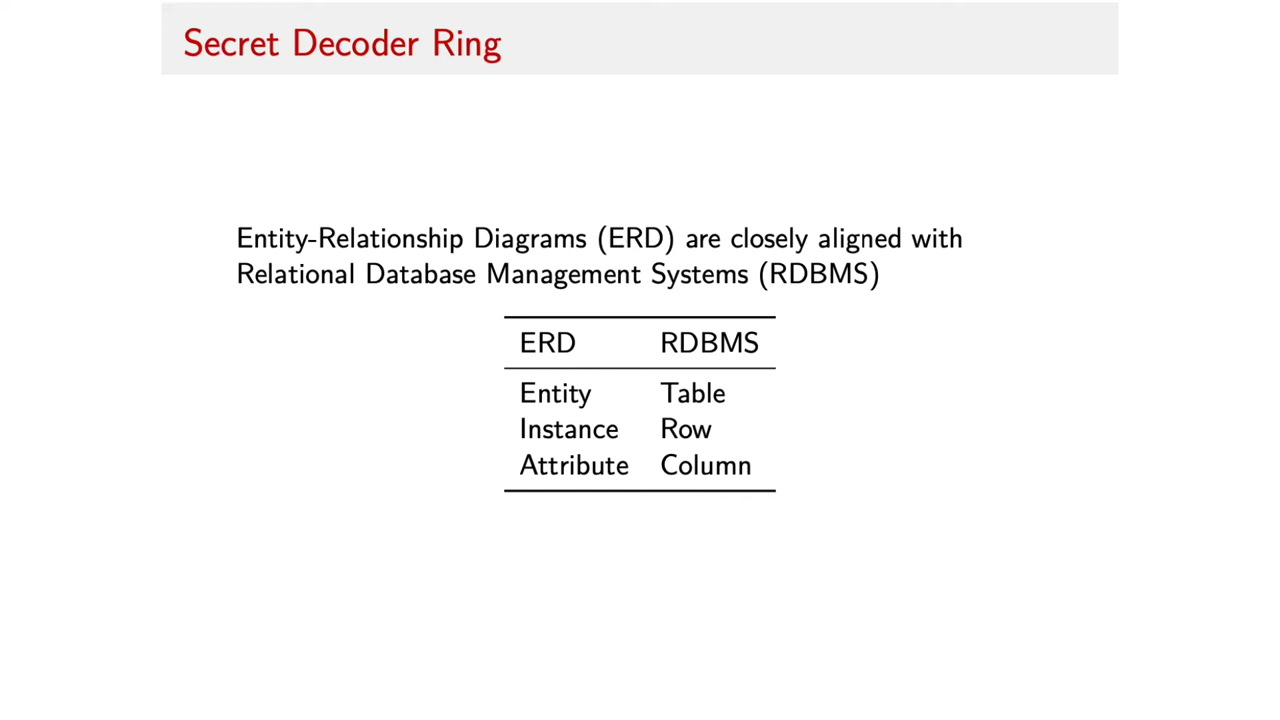 Secret Decoder Ring
Entity-Relationship Diagrams (ERD) are closely aligned with
Relational Database Management Systems (RDBMS)
ERD RDBMS
Entity Table
Instance Row
Attribute Column